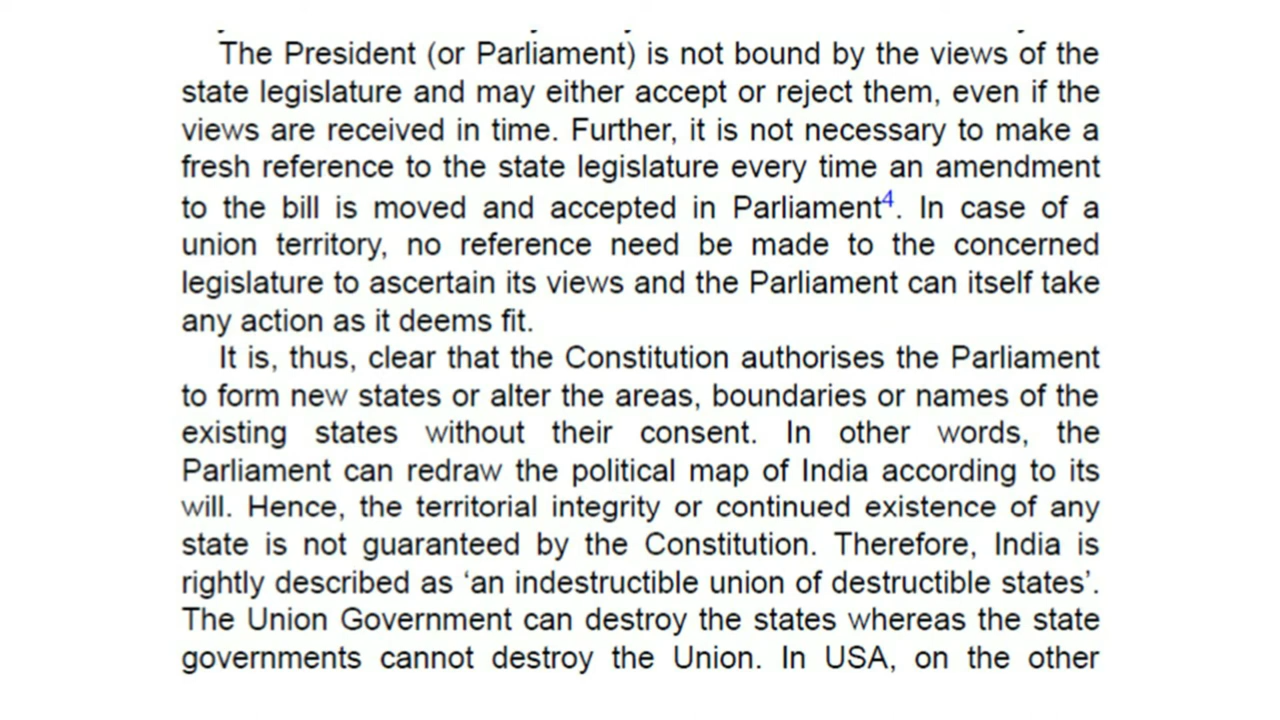 The President (or Parliament) is not bound by the views of the
state legislature and may either accept or reject them, even if the
views are received in time. Further, it is not necessary to make a
fresh reference to the state legislature every time an amendment
to the bill is moved and accepted in Parliament4. In case of a
union territory, no reference need be made to the concerned
legislature to ascertain its views and the Parliament can itself take
any action as it deems fit.
It is, thus, clear that the Constitution authorises the Parliament
to form new states or alter the areas, boundaries or names of the
existing states without their consent. In other words, the
Parliament can redraw the political map of India according to its
will. Hence, the territorial integrity or continued existence of any
state is not guaranteed by the Constitution. Therefore, India is
rightly described as ‘an indestructible union of destructible states’.
The Union Government can destroy the states whereas the state
governments cannot destroy the Union. In USA, on the other